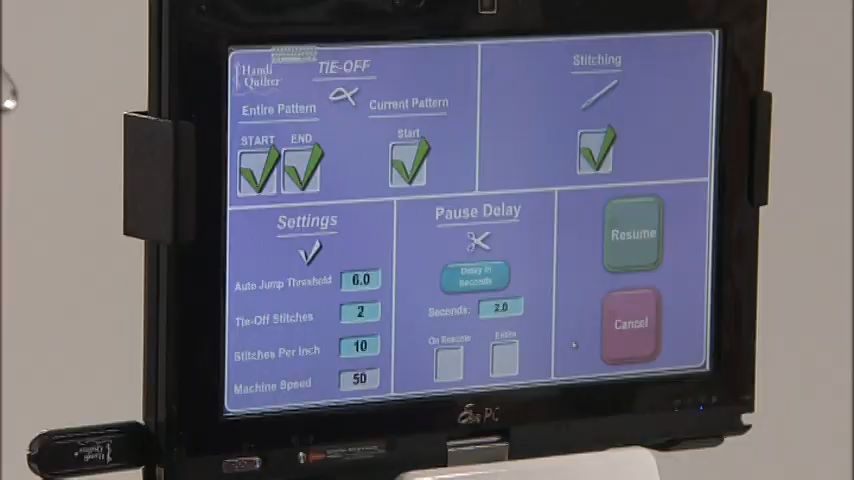 Handi
Quilter
TIE-OFF
Entire Pattern
Current Pattern
START
END
Start
Stitching
Settings
Auto Jump Threshold
6.0
Tie-Off Stitches
2
Stitches Per Inch
10
Machine Speed
50
Pause Delay
Delay in
Seconds
Seconds:
2.0
On Resume
Resume
Cancel
Eee PC
Handi
Quilter